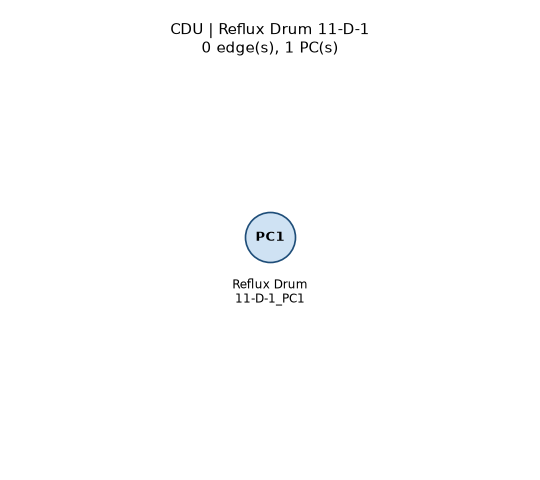 CDU | Reflux Drum 11-D-1
0 edge(s), 1 PC(s)
PC1
Reflux Drum
11-D-1_PC1